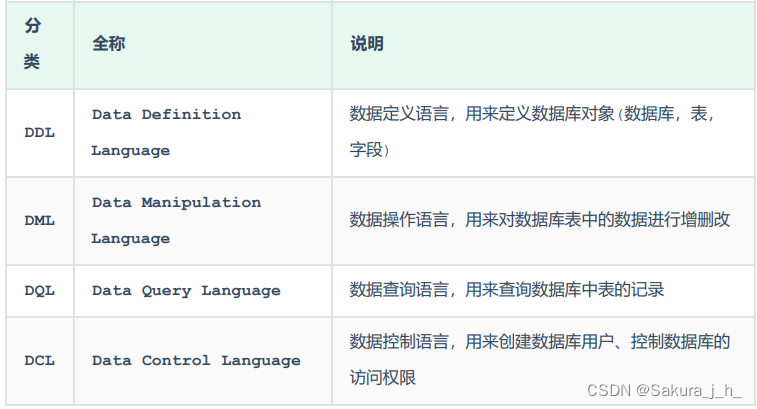 分
类
全称
说明
DDL
Data Definition
Language
数据定义语言，用来定义数据库对象(数据库，表，
字段)
DML
Data Manipulation
Language
数据操作语言，用来对数据库表中的数据进行增删改
DQL
Data Query Language
数据查询语言，用来查询数据库中表的记录
DCL
Data Control Language
数据控制语言，用来创建数据库用户、控制数据库的
访问权限
CSDN @Sakura_j_h_